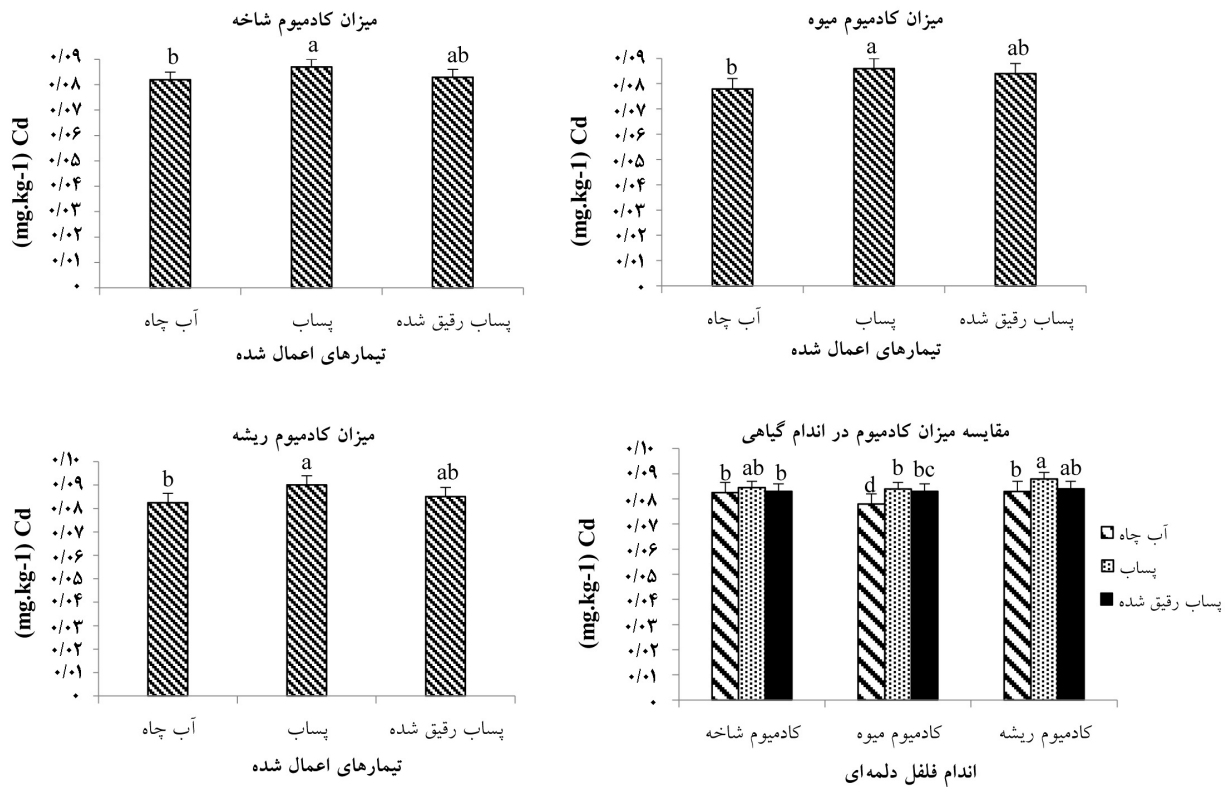 میزان کادمیوم شاخه
(mg.kg-1) Cd
۰/۰۹
۰/۰۸
۰/۰۷
۰/۰۶
۰/۰۵
۰/۰۴
۰/۰۳
۰/۰۲
۰/۰۱
۰
b
a
ab
آب چاه
پساب
پساب رقیق شده
تیمارهای اعمال شده
میزان کادمیوم میوه
(mg.kg-1) Cd
۰/۰۹
۰/۰۸
۰/۰۷
۰/۰۶
۰/۰۵
۰/۰۴
۰/۰۳
۰/۰۲
۰/۰۱
۰
b
a
ab
آب چاه
پساب
پساب رقیق شده
تیمارهای اعمال شده
میزان کادمیوم ریشه
(mg.kg-1) Cd
۰/۱۰
۰/۰۹
۰/۰۸
۰/۰۷
۰/۰۶
۰/۰۵
۰/۰۴
۰/۰۳
۰/۰۲
۰/۰۱
۰
b
a
ab
آب چاه
پساب
پساب رقیق شده
تیمارهای اعمال شده
مقایسه میزان کادمیوم در اندام گیاهی
(mg.kg-1) Cd
۰/۱۰
۰/۰۹
۰/۰۸
۰/۰۷
۰/۰۶
۰/۰۵
۰/۰۴
۰/۰۳
۰/۰۲
۰/۰۱
۰
b ab b
d b bc
b a ab
کادمیوم شاخه
کادمیوم میوه
کادمیوم ریشه
اندام فلفل دلمه‌ای
آب چاه
پساب
پساب رقیق شده